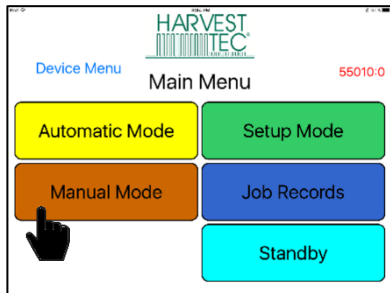 HARVEST
TEC
Device Menu
Main Menu
55010:0
Automatic Mode
Setup Mode
Manual Mode
Job Records
Standby